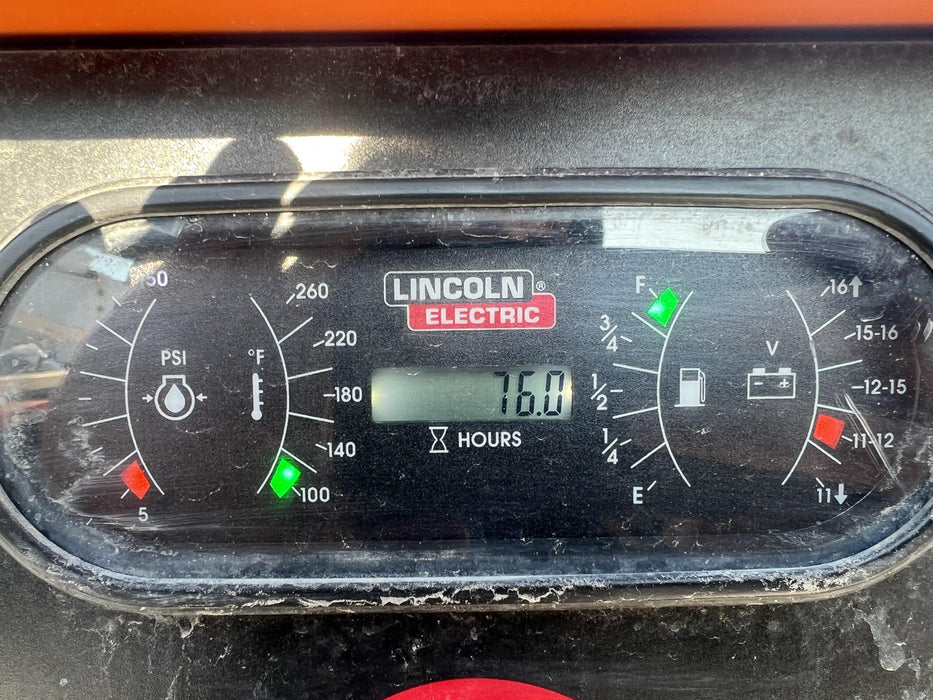 50
PSI
5
260
220
°F
180
140
100
LINCOLN ®
ELECTRIC
76.0
HOURS
F
3/4
1/2
1/4
E
16↑
15-16
V
12-15
- +
11-12
11↓